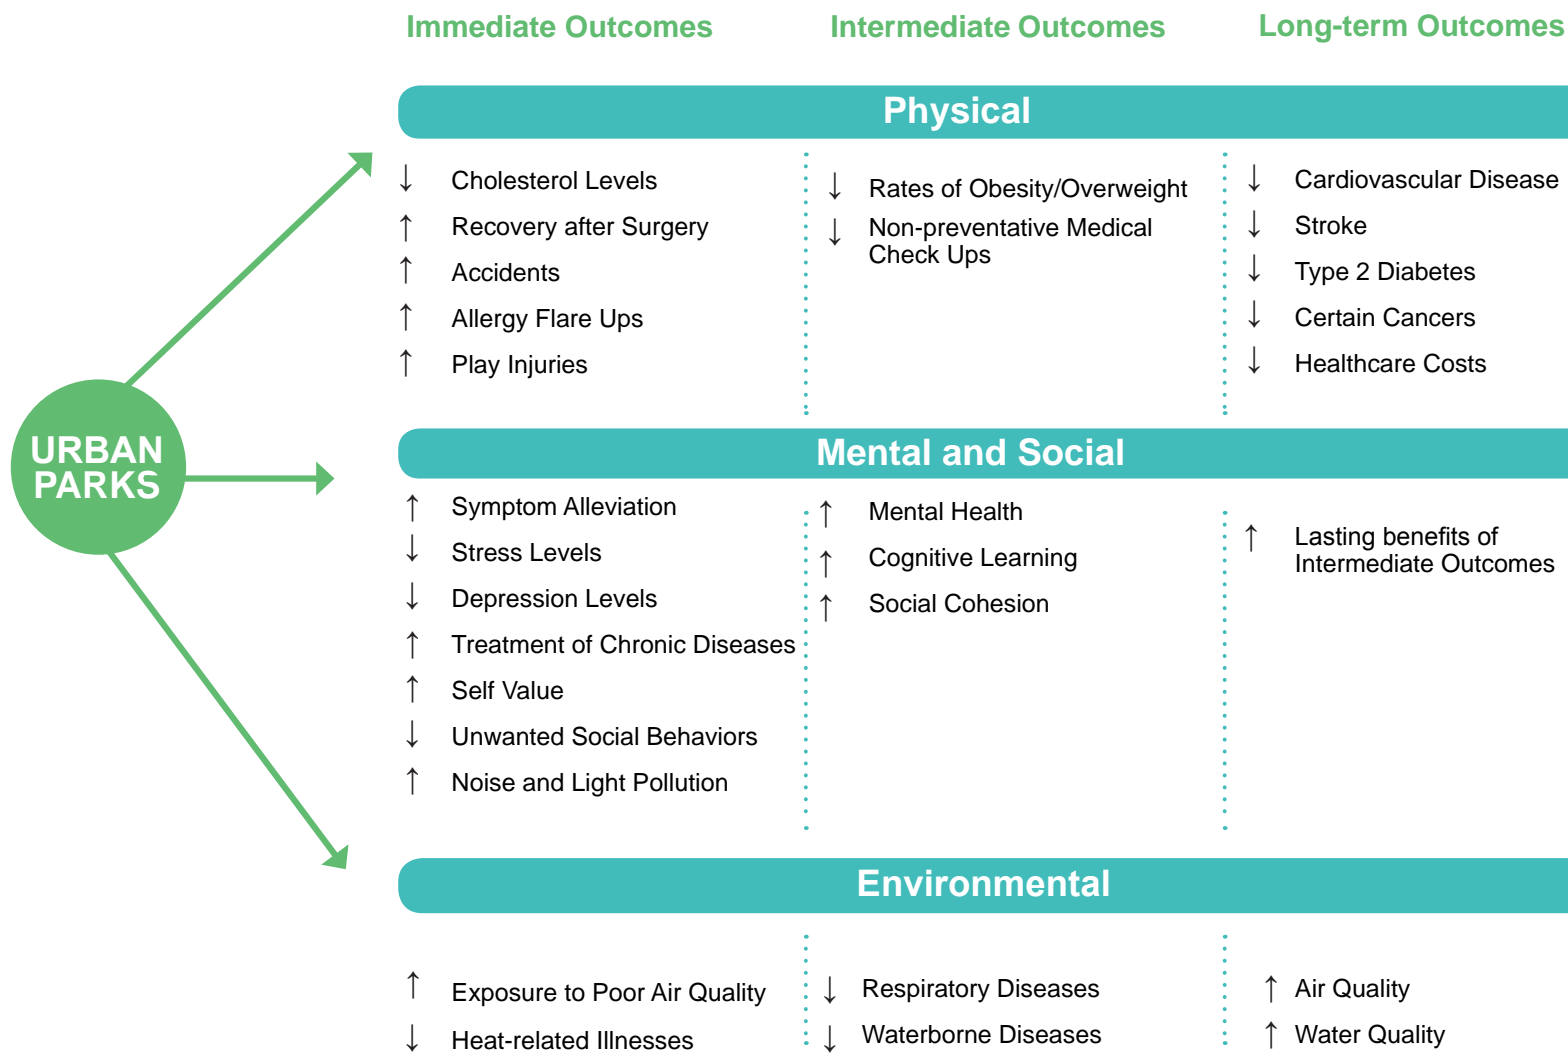 Immediate Outcomes
Intermediate Outcomes
Long-term Outcomes
Physical
↓ Cholesterol Levels
↑ Recovery after Surgery
↑ Accidents
↑ Allergy Flare Ups
↑ Play Injuries
↓ Rates of Obesity/Overweight
↓ Non-preventative Medical
Check Ups
↓ Cardiovascular Disease
↓ Stroke
↓ Type 2 Diabetes
↓ Certain Cancers
↓ Healthcare Costs
URBAN
PARKS
Mental and Social
↑ Symptom Alleviation
↓ Stress Levels
↓ Depression Levels
↑ Treatment of Chronic Diseases
↑ Self Value
↓ Unwanted Social Behaviors
↑ Noise and Light Pollution
↑ Mental Health
↑ Cognitive Learning
↑ Social Cohesion
↑ Lasting benefits of
Intermediate Outcomes
Environmental
↑ Exposure to Poor Air Quality
↓ Heat-related Illnesses
↓ Respiratory Diseases
↓ Waterborne Diseases
↑ Air Quality
↑ Water Quality